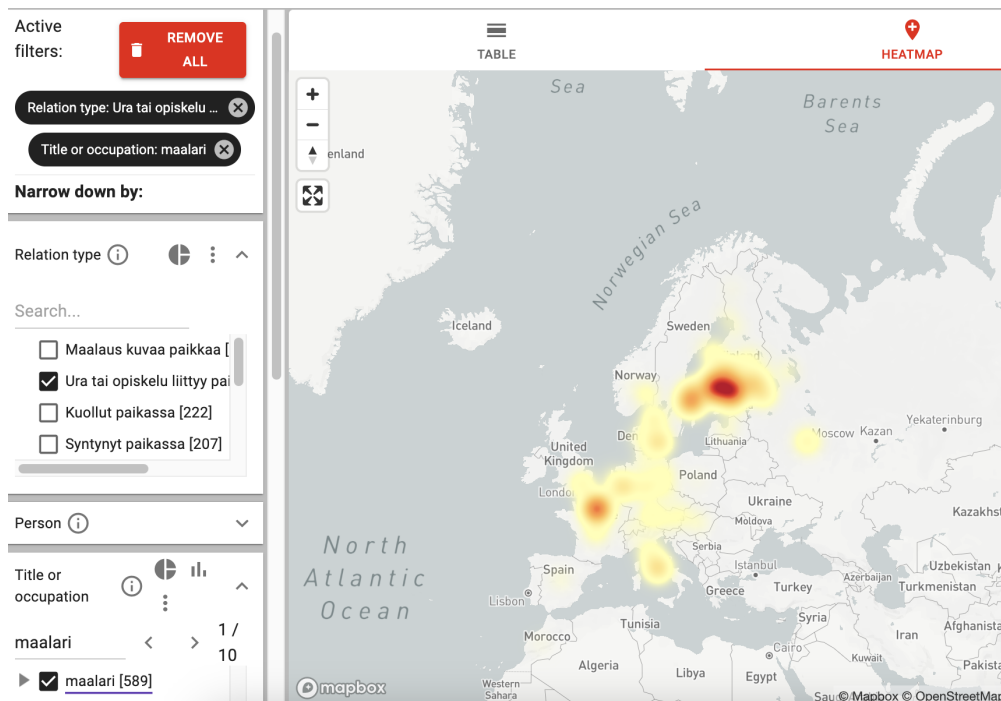 Active
filters:
REMOVE
ALL
Relation type: Ura tai opiskelu ...
Title or occupation: maalari
Narrow down by:
Relation type
Search...
Maalaus kuvaa paikkaa [
Ura tai opiskelu liittyy pai
Kuollut paikassa [222]
Syntynyt paikassa [207]
Person
Title or
occupation
maalari
1 /
10
maalari [589]
TABLE
HEATMAP
Sea
Barents
Sea
enland
Norwegian Sea
Iceland
Sweden
Norway
Yekaterinburg
Moscow
Kazan
Den
Lithuania
United
Kingdom
Poland
Ukraine
Kazakhs
Moldova
North
Atlantic
Ocean
Serbia
Spain
Istanbul
Uzbekistan
Lisbon
Greece
Turkey
Azerbaijan
Turkmenistan
Tunisia
Syria
Afghanista
Morocco
Iran
Cairo
Algeria
Libya
Egypt
Kuwait
Pakista
Western
Sahara
mapbox
© Mapbox © OpenStreetMap